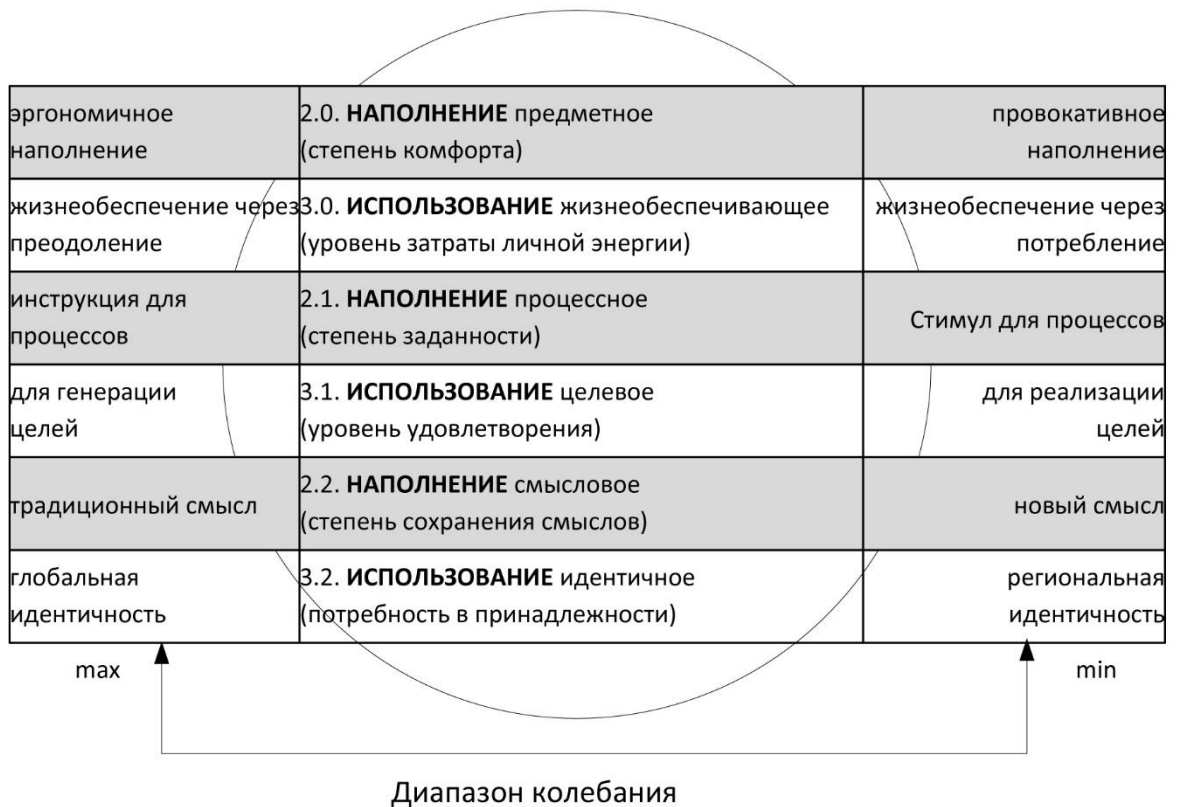 эргономичное
наполнение
2.0. НАПОЛНЕНИЕ предметное
(степень комфорта)
провокативное
наполнение
жизнеобеспечение через
преодоление
3.0. ИСПОЛЬЗОВАНИЕ жизнеобеспечивающее
(уровень затраты личной энергии)
жизнеобеспечение через
потребление
инструкция для
процессов
2.1. НАПОЛНЕНИЕ процессное
(степень заданности)
Стимул для процессов
для генерации
целей
3.1. ИСПОЛЬЗОВАНИЕ целевое
(уровень удовлетворения)
для реализации
целей
традиционный смысл
2.2. НАПОЛНЕНИЕ смысловое
(степень сохранения смыслов)
новый смысл
глобальная
идентичность
3.2. ИСПОЛЬЗОВАНИЕ идентичное
(потребность в принадлежности)
региональная
идентичность
max
min
Диапазон колебания